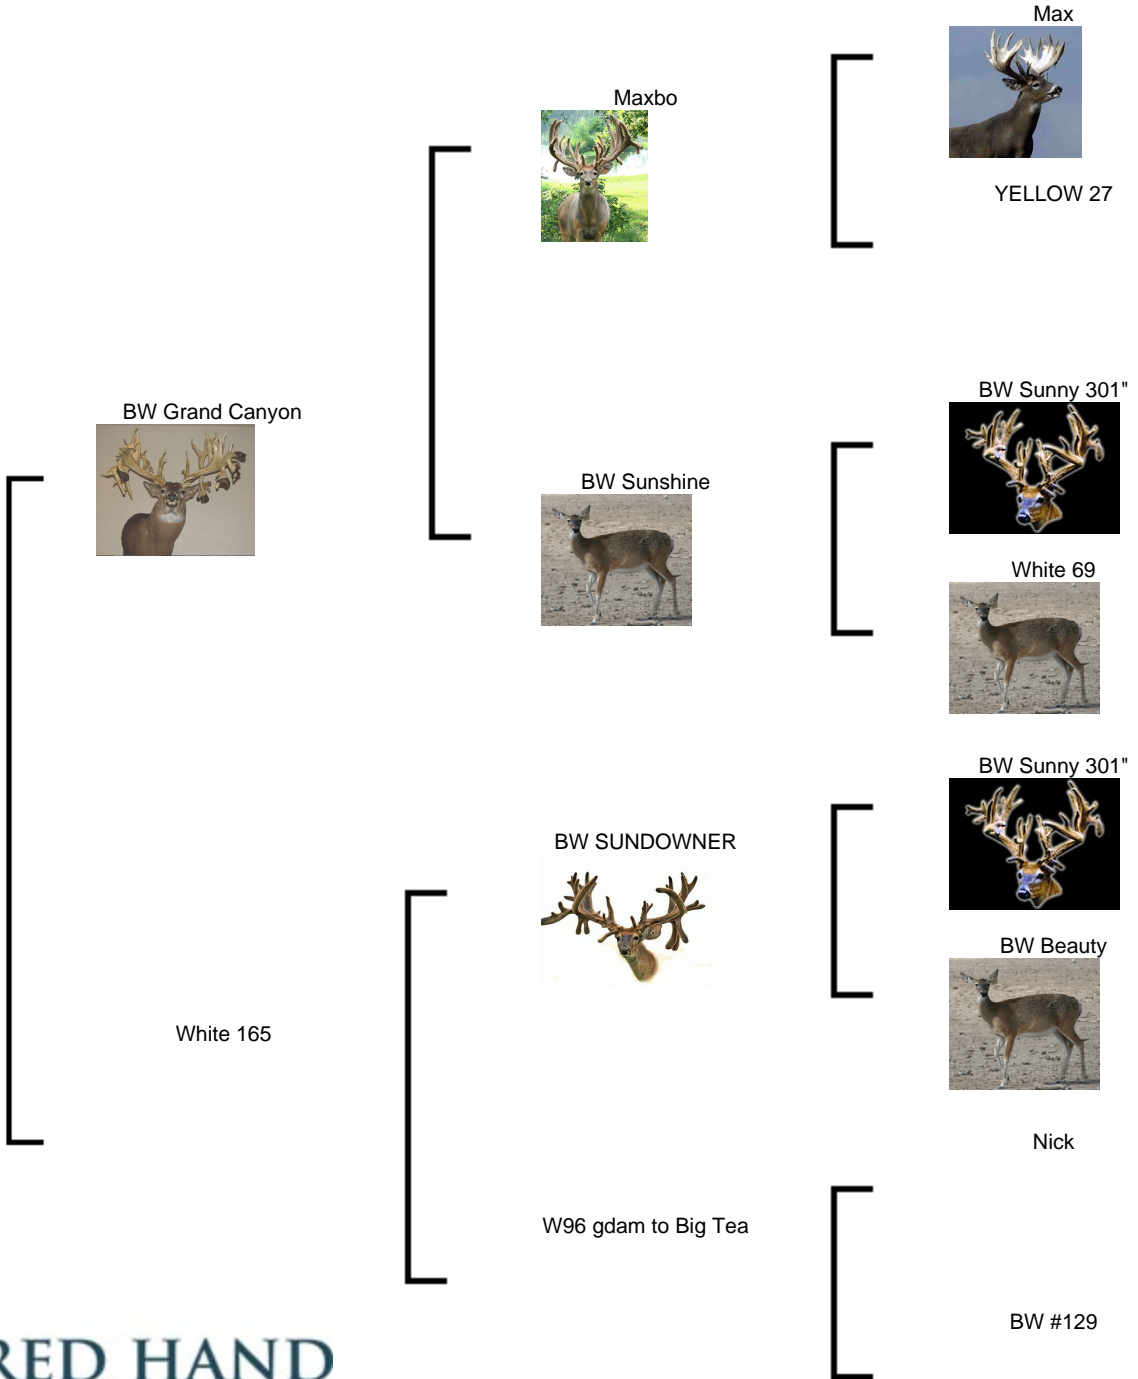 Max
Maxbo
YELLOW 27
BW Sunny 301"
BW Grand Canyon
BW Sunshine
White 69
BW Sunny 301"
BW SUNDOWNER
BW Beauty
White 165
Nick
W96 gdam to Big Tea
BW #129
RED HAND